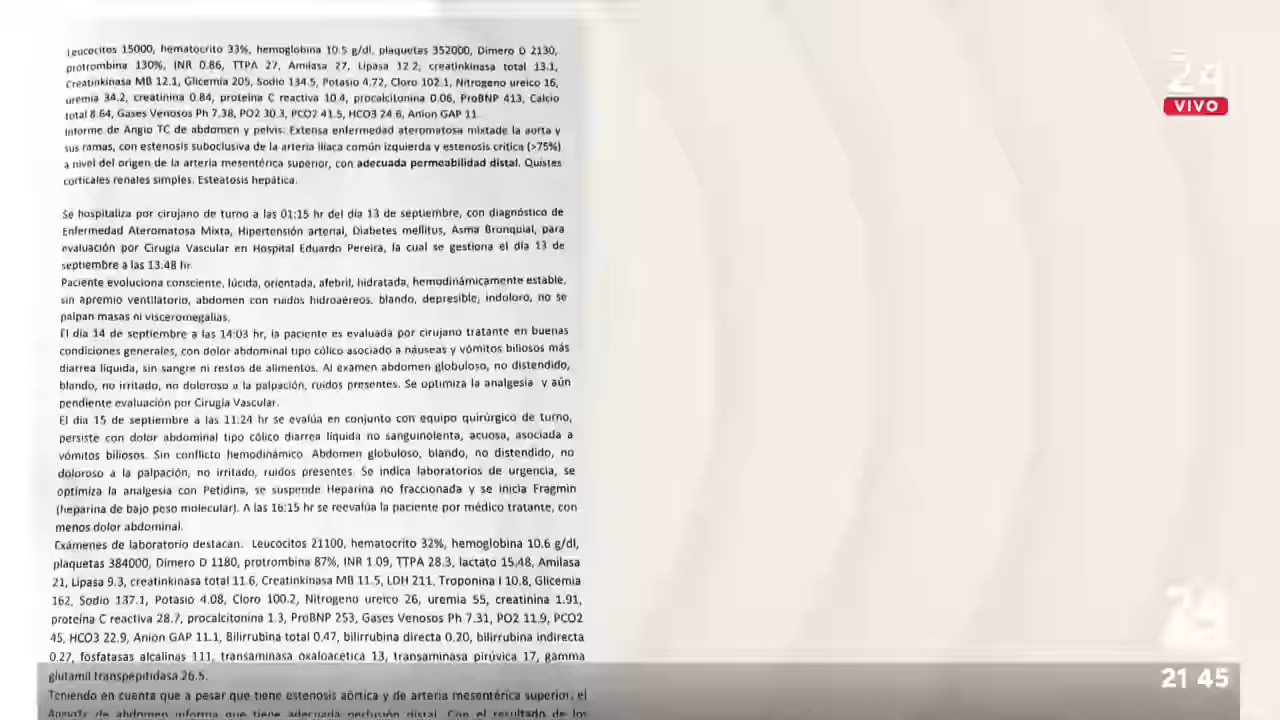 Leucocitos 15000, hematocrito 33%, hemoglobina 10.5 g/dl, plaquetas 352000, Dimero D 2130,
protrombina 130%, INR 0.86, TTPA 27, Amilasa 27, Lipasa 12.2, creatinkinasa total 13.1,
Creatinkinasa MB 12.1, Glicemia 205, Sodio 134.5, Potasio 4.72, Cloro 102.1, Nitrogeno ureico 16,
uremia 34.2, creatinina 0.84, proteina C reactiva 10.4, procalcitonina 0.06, ProBNP 413, Calcio
total 8.64, Gases Venosos Ph 7.38, PO2 30.3, PCO2 41.5, HCO3 24.6, Anion GAP 11.
Informe de Angio TC de abdomen y pelvis: Extensa enfermedad ateromatosa mixtade la aorta y
sus ramas, con estenosis suboclusiva de la arteria iliaca común izquierda y estenosis critica (>75%)
a nivel del origen de la arteria mesentérica superior, con adecuada permeabilidad distal. Quistes
corticales renales simples. Esteatosis hepática.
Se hospitaliza por cirujano de turno a las 01:15 hr del día 13 de septiembre, con diagnóstico de
Enfermedad Ateromatosa Mixta, Hipertensión arterial, Diabetes mellitus, Asma Bronquial, para
evaluación por Cirugía Vascular en Hospital Eduardo Pereira, la cual se gestiona el día 13 de
septiembre a las 13:48 hr.
Paciente evoluciona consciente, lúcida, orientada, afebril, hidratada, hemodinámicamente estable,
sin apremio ventilatorio, abdomen con ruidos hidroaéreos, blando, depresible, indoloro, no se
palpan masas ni visceromegalias.
El día 14 de septiembre a las 14:03 hr, la paciente es evaluada por cirujano tratante en buenas
condiciones generales, con dolor abdominal tipo cólico asociado a náuseas y vómitos biliosos más
diarrea líquida, sin sangre ni restos de alimentos. Al examen abdomen globuloso, no distendido,
blando, no irritado, no doloroso a la palpación, ruidos presentes. Se optimiza la analgesia y aún
pendiente evaluación por Cirugía Vascular.
El día 15 de septiembre a las 11:24 hr se evalúa en conjunto con equipo quirúrgico de turno,
persiste con dolor abdominal tipo cólico diarrea líquida no sanguinolenta, acuosa, asociada a
vómitos biliosos. Sin conflicto hemodinámico. Abdomen globuloso, blando, no distendido, no
doloroso a la palpación, no irritado, ruidos presentes. Se indica laboratorios de urgencia, se
optimiza la analgesia con Petidina, se suspende Heparina no fraccionada y se inicia Fragmin
(heparina de bajo peso molecular). A las 16:15 hr se reevalúa la paciente por médico tratante, con
menos dolor abdominal.
Exámenes de laboratorio destacan: Leucocitos 21100, hematocrito 32%, hemoglobina 10.6 g/dl,
plaquetas 384000, Dimero D 1180, protrombina 87%, INR 1.09, TTPA 28.3, lactato 15.48, Amilasa
21, Lipasa 9.3, creatinkinasa total 11.6, Creatinkinasa MB 11.5, LDH 211, Troponina I 10.8, Glicemia
162, Sodio 137.1, Potasio 4.08, Cloro 100.2, Nitrogeno ureico 26, uremia 55, creatinina 1.91,
proteína C reactiva 28.7, procalcitonina 1.3, ProBNP 253, Gases Venosos Ph 7.31, PO2 11.9, PCO2
45, HCO3 22.9, Anion GAP 11.1, Bilirrubina total 0.47, bilirrubina directa 0.20, bilirrubina indirecta
0.27, fosfatasas alcalinas 111, transaminasa oxaloacetica 13, transaminasa pirúvica 17, gamma
glutamil transpeptidasa 26.5.
Teniendo en cuenta que a pesar que tiene estenosis aórtica y de arteria mesentérica superior, el
AngioTc de abdomen informa que tiene adecuada perfusión distal. Con el resultado de los
24
VIVO
24
21 45